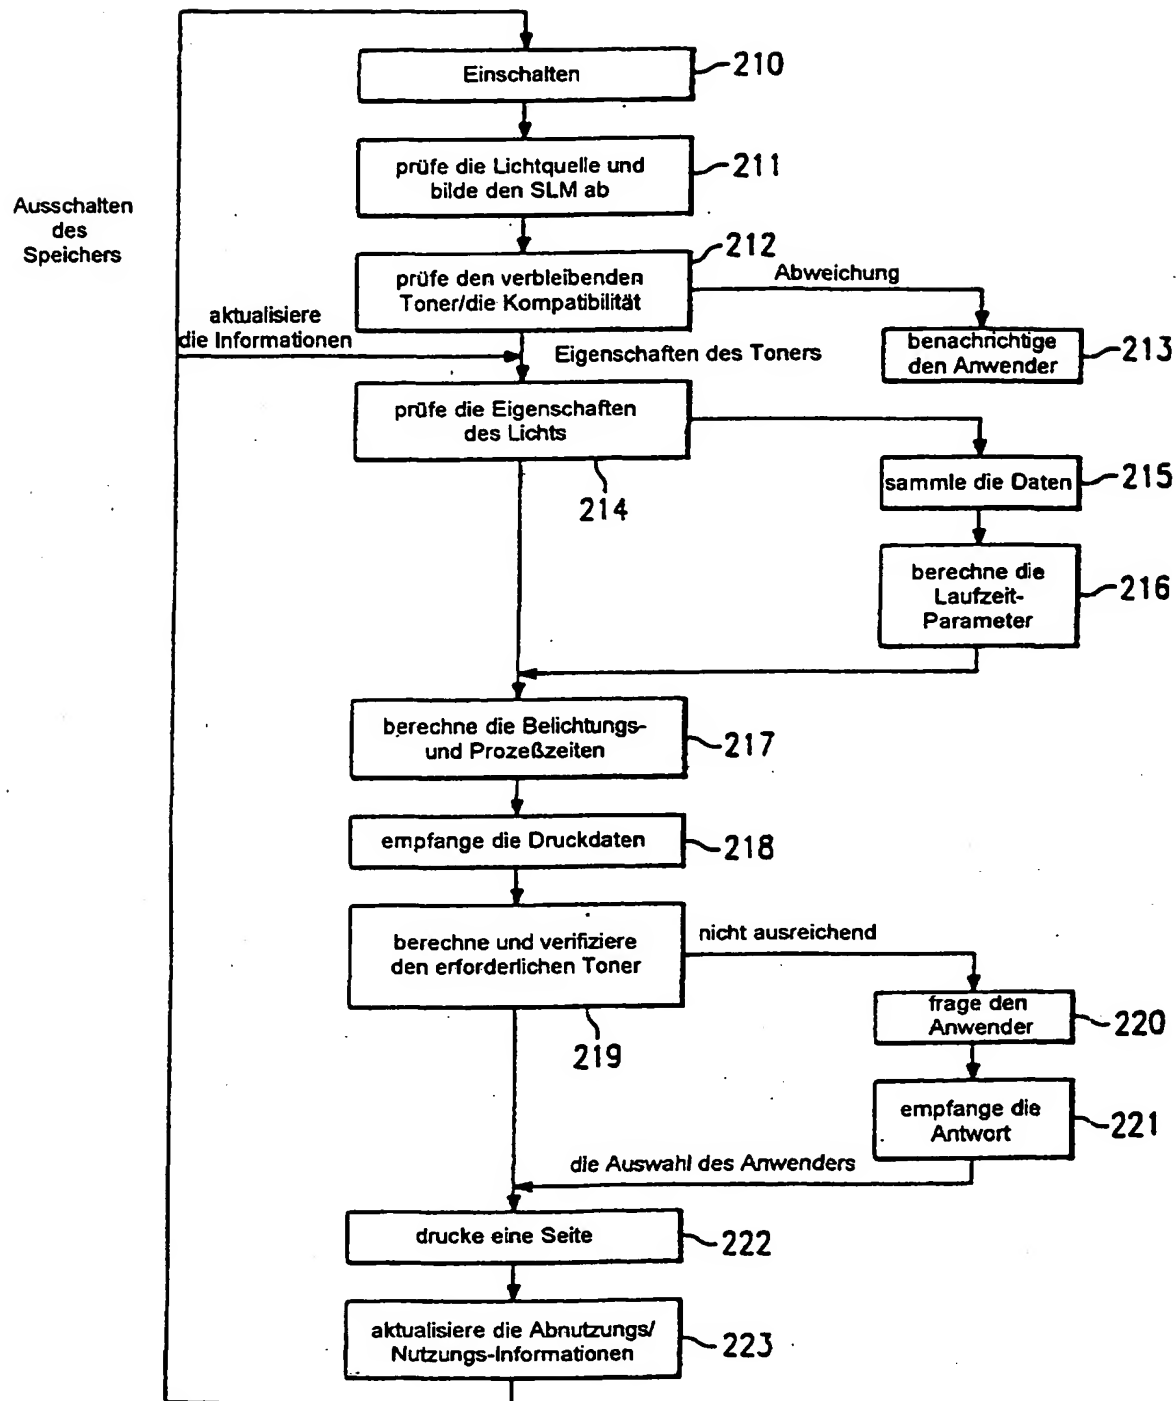 Einschalten
210
prüfe die Lichtquelle und
bilde den SLM ab
211
Ausschalten
des
Speichers
212
prüfe den verbleibenden
Toner/die Kompatibilität
Abweichung
aktualisiere
die Informationen
Eigenschaften des Toners
benachrichtige
den Anwender
213
prüfe die Eigenschaften
des Lichts
214
sammle die Daten
215
berechne die
Laufzeit-
Parameter
216
berechne die Belichtungs-
und Prozeßzeiten
217
empfange die Druckdaten
218
berechne und verifiziere
den erforderlichen Toner
nicht ausreichend
219
frage den
Anwender
220
empfange die
Antwort
221
die Auswahl des Anwenders
drucke eine Seite
222
aktualisiere die Abnutzungs/
Nutzungs-Informationen
223